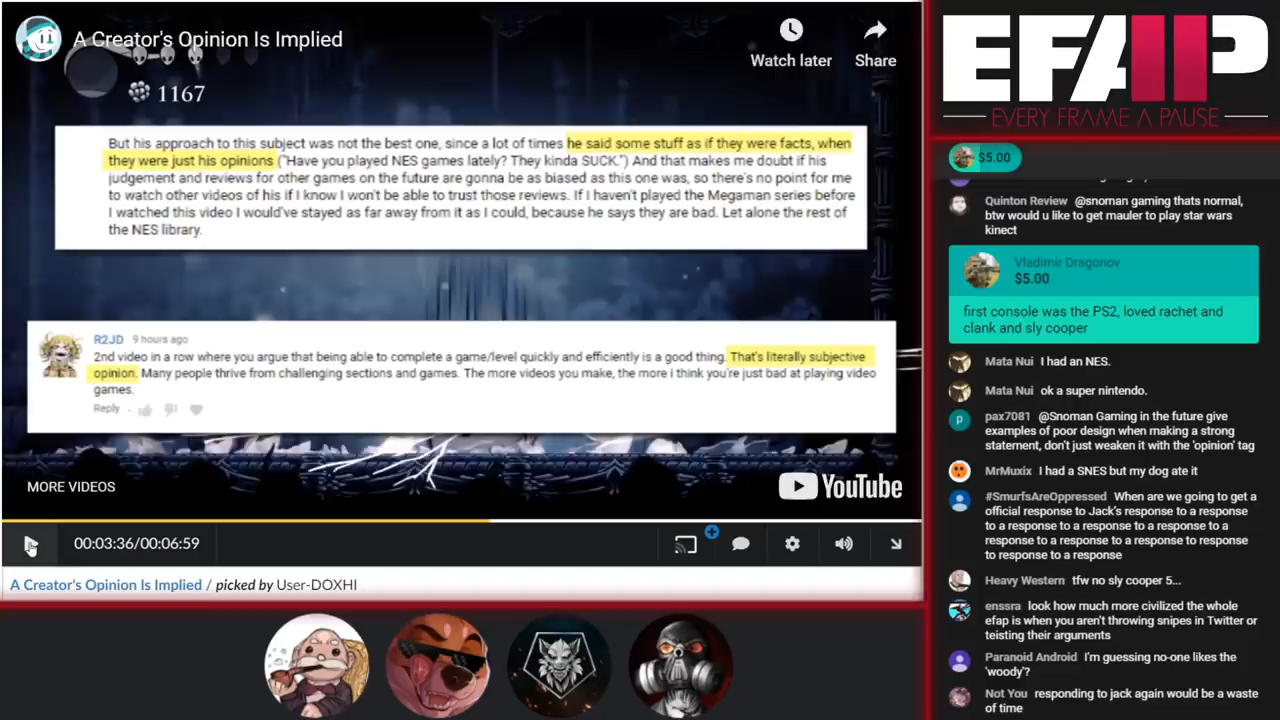 A Creator's Opinion Is Implied
Watch later
Share
1167
But his approach to this subject was not the best one, since a lot of times he said some stuff as if they were facts, when
they were just his opinions ("Have you played NES games lately? They kinda SUCK.") And that makes me doubt if his
judgement and reviews for other games on the future are gonna be as biased as this one was, so there's no point for me
to watch other videos of his if I know I won't be able to trust those reviews. If I haven't played the Megaman series before
I watched this video I would've stayed as far away from it as I could, because he says they are bad. Let alone the rest of
the NES library.
R2JD 9 hours ago
2nd video in a row where you argue that being able to complete a game/level quickly and efficiently is a good thing. That's literally subjective
opinion. Many people thrive from challenging sections and games. The more videos you make, the more i think you're just bad at playing video
games.
Reply
MORE VIDEOS
YouTube
00:03:36/00:06:59
A Creator's Opinion Is Implied / picked by User-DOXHI
EFAP
EVERY FRAME A PAUSE
$5.00
Quinton Review @snoman gaming thats normal,
btw would u like to get mauler to play star wars
kinect
Vladimir Dragonov
$5.00
first console was the PS2, loved rachet and
clank and sly cooper
Mata Nui I had an NES.
Mata Nui ok a super nintendo.
p
pax7081 @Snoman Gaming in the future give
examples of poor design when making a strong
statement, don't just weaken it with the 'opinion' tag
MrMuxix I had a SNES but my dog ate it
#SmurfsAreOppressed When are we going to get a
official response to Jack's response to a response
to a response to a response to a response to a
response to a response to a response to response
to response to a response
Heavy Western tfw no sly cooper 5...
enssra look how much more civilized the whole
efap is when you aren't throwing snipes in Twitter or
teisting their arguments
Paranoid Android I'm guessing no-one likes the
'woody'?
Not You responding to jack again would be a waste
of time